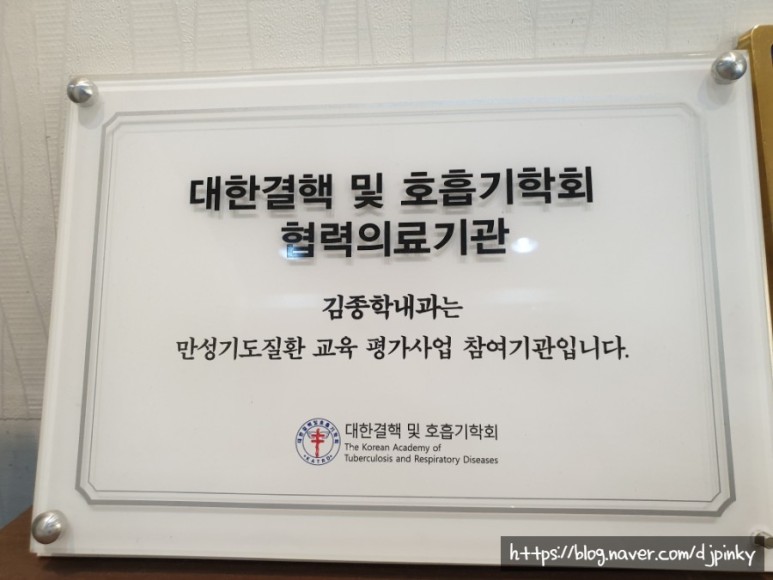 대한결핵 및 호흡기학회
협력의료기관
김종학내과는
만성기도질환 교육 평가사업 참여기관입니다.
대한결핵 및 호흡기학회
The Korean Academy of
Tuberculosis and Respiratory Diseases
https://blog.naver.com/djpinky